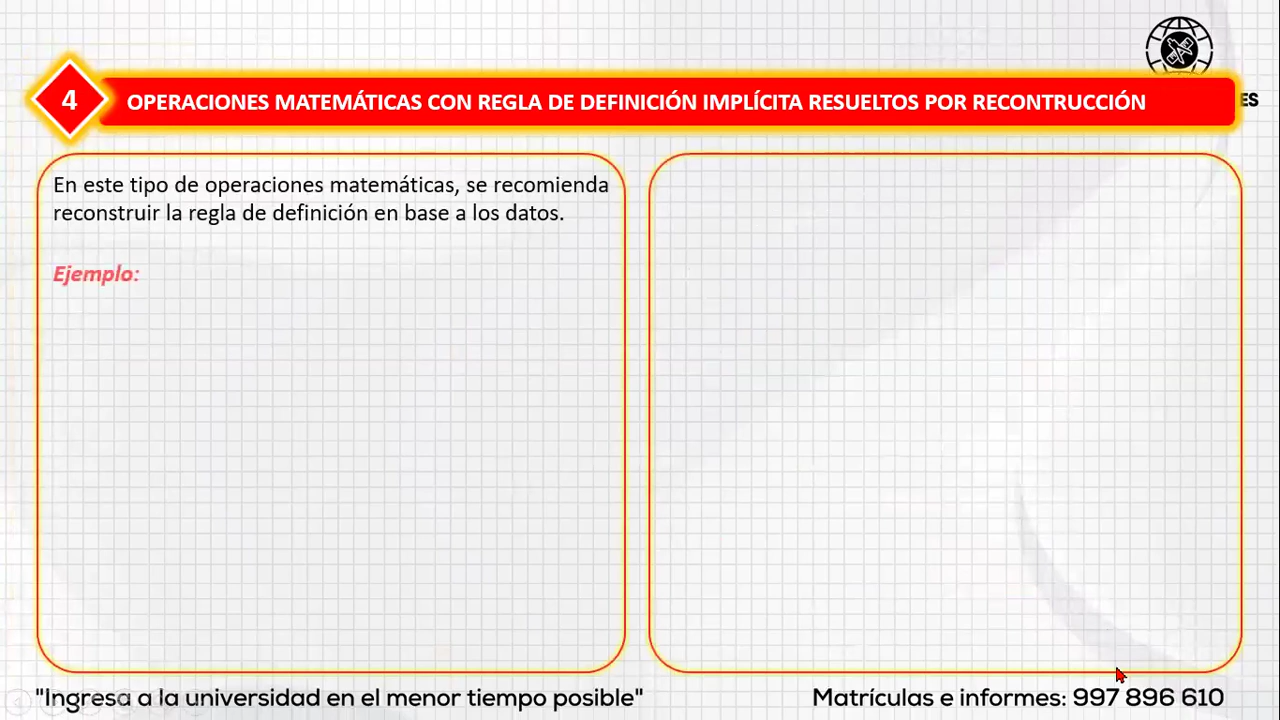 4
OPERACIONES MATEMÁTICAS CON REGLA DE DEFINICIÓN IMPLÍCITA RESUELTOS POR RECONTRUCCIÓN
ES
En este tipo de operaciones matemáticas, se recomienda
reconstruir la regla de definición en base a los datos.
Ejemplo:
"Ingresa a la universidad en el menor tiempo posible"
Matrículas e informes: 997 896 610